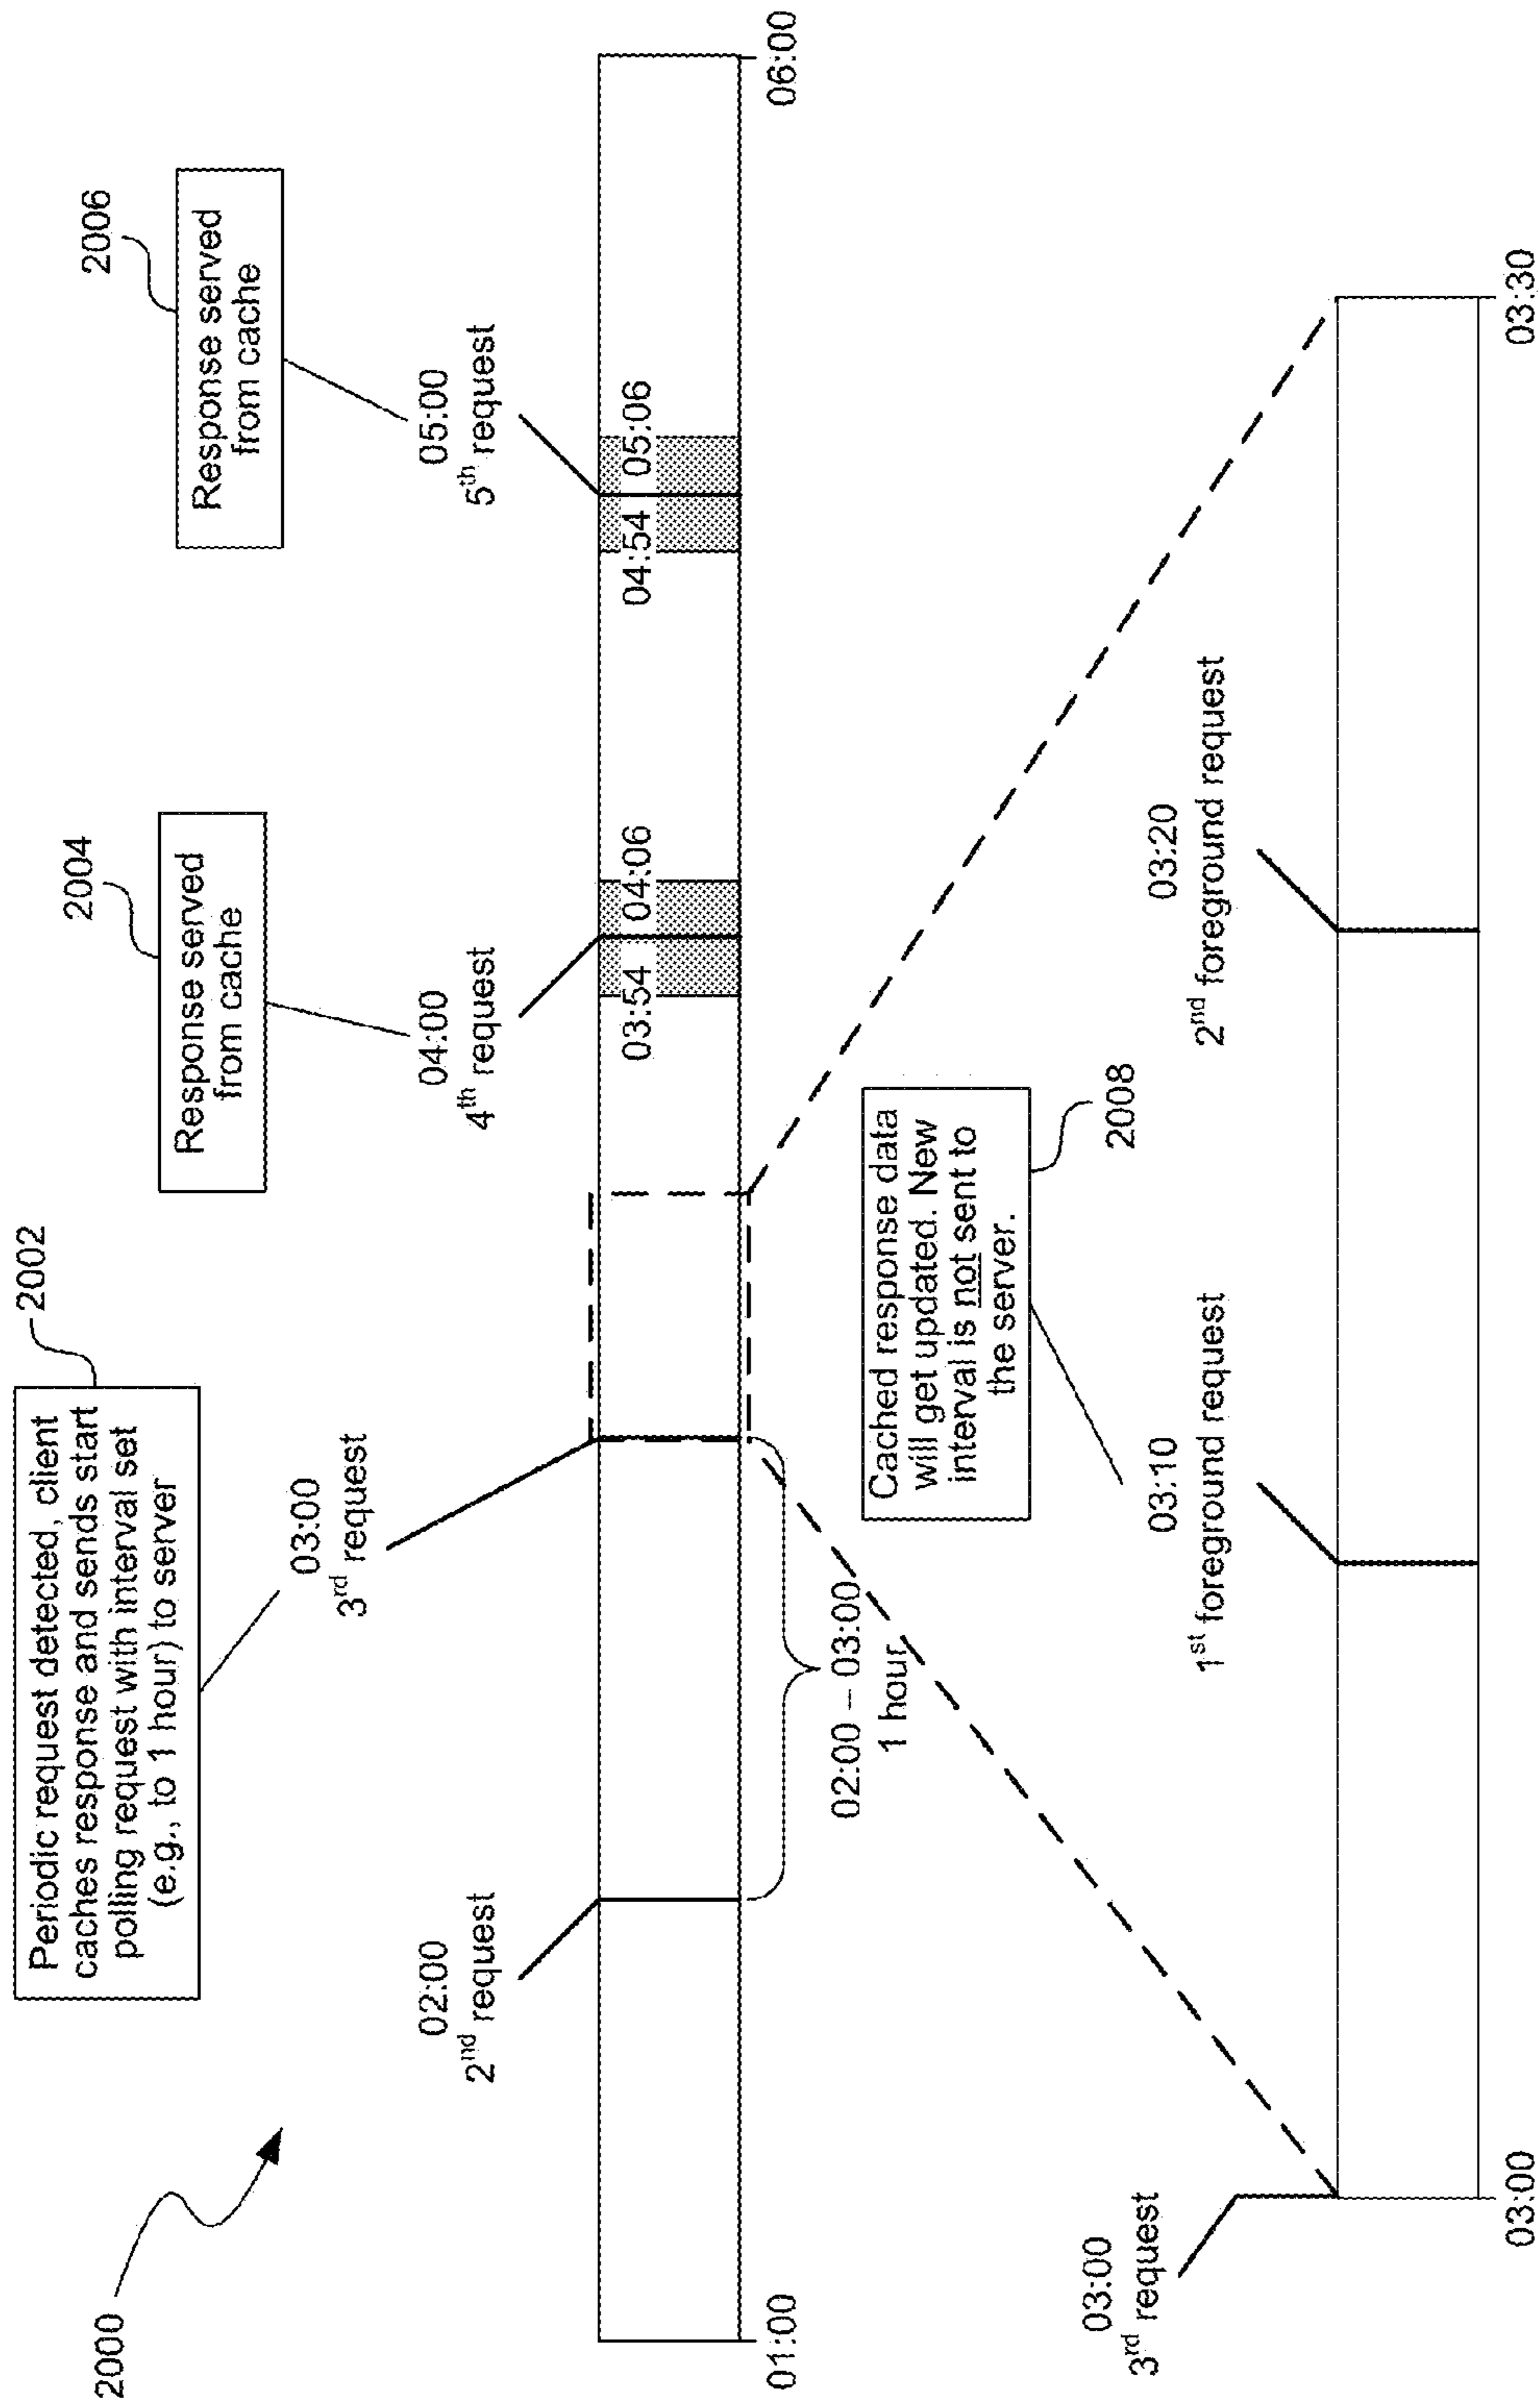 2000
Periodic request detected, client
caches response and sends start
polling request with interval set
(e.g., to 1 hour) to server
2002
Response served
from cache
2004
Response served
from cache
2006
02:00
2nd request
03:00
3rd request
04:00
4th request
05:00
5th request
03:54
04:06
04:54
05:06
01:00
06:00
02:00 – 03:00
1 hour
Cached response data
will get updated. New
interval is not sent to
the server.
2008
03:00
3rd request
03:10
1st foreground request
03:20
2nd foreground request
03:00
03:30